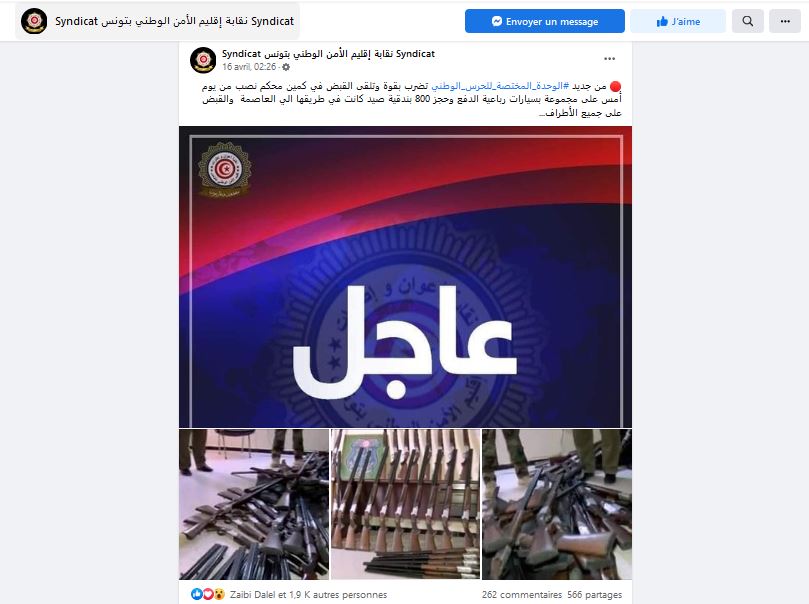 Syndicat نقابة إقليم الأمن الوطني بتونس Syndicat
Envoyer un message
J'aime
Syndicat نقابة إقليم الأمن الوطني بتونس Syndicat
16 avril, 02:26 ·
من جديد #الوحدة_المختصة_للحرس_الوطني تضرب بقوة وتلقى القبض في كمين محكم نصب من يوم
أمس على مجموعة بسيارات رباعية الدفع وحجز 800 بندقية صيد كانت في طريقها الي العاصمة والقبض
على جميع الأطراف...
عاجل
Zaibi Dalel et 1,9 K autres personnes
262 commentaires 566 partages